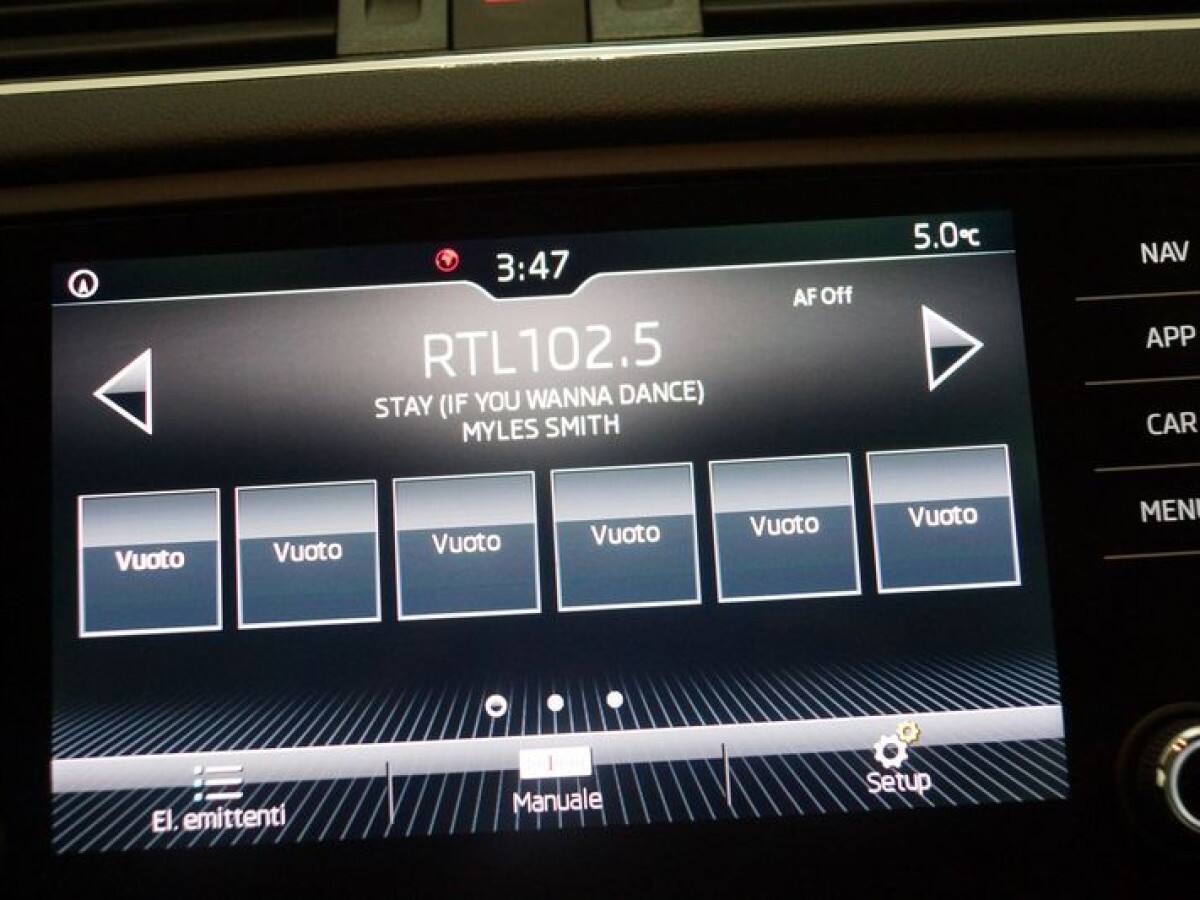 3:47
5.0°C
AF Off
RTL102.5
STAY (IF YOU WANNA DANCE)
MYLES SMITH
Vuoto Vuoto Vuoto Vuoto Vuoto Vuoto
El. emittenti
Manuale
Setup
NAV
APP
CAR
MENU